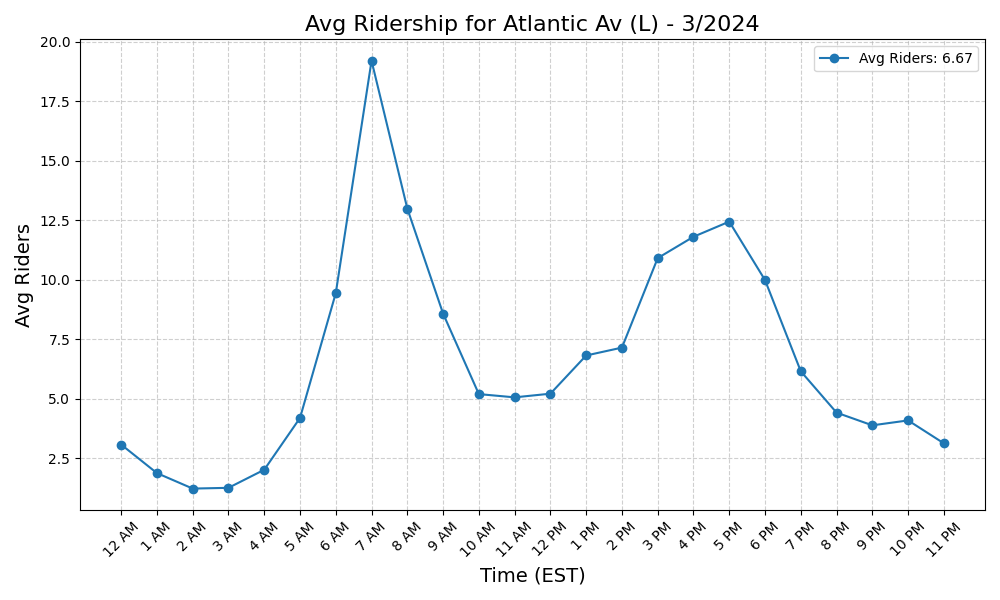 Avg Ridership for Atlantic Av (L) - 3/2024
Avg Riders: 6.67
Avg Riders
20.0
17.5
15.0
12.5
10.0
7.5
5.0
2.5
12 AM
1 AM
2 AM
3 AM
4 AM
5 AM
6 AM
7 AM
8 AM
9 AM
10 AM
11 AM
12 PM
1 PM
2 PM
3 PM
4 PM
5 PM
6 PM
7 PM
8 PM
9 PM
10 PM
11 PM
Time (EST)